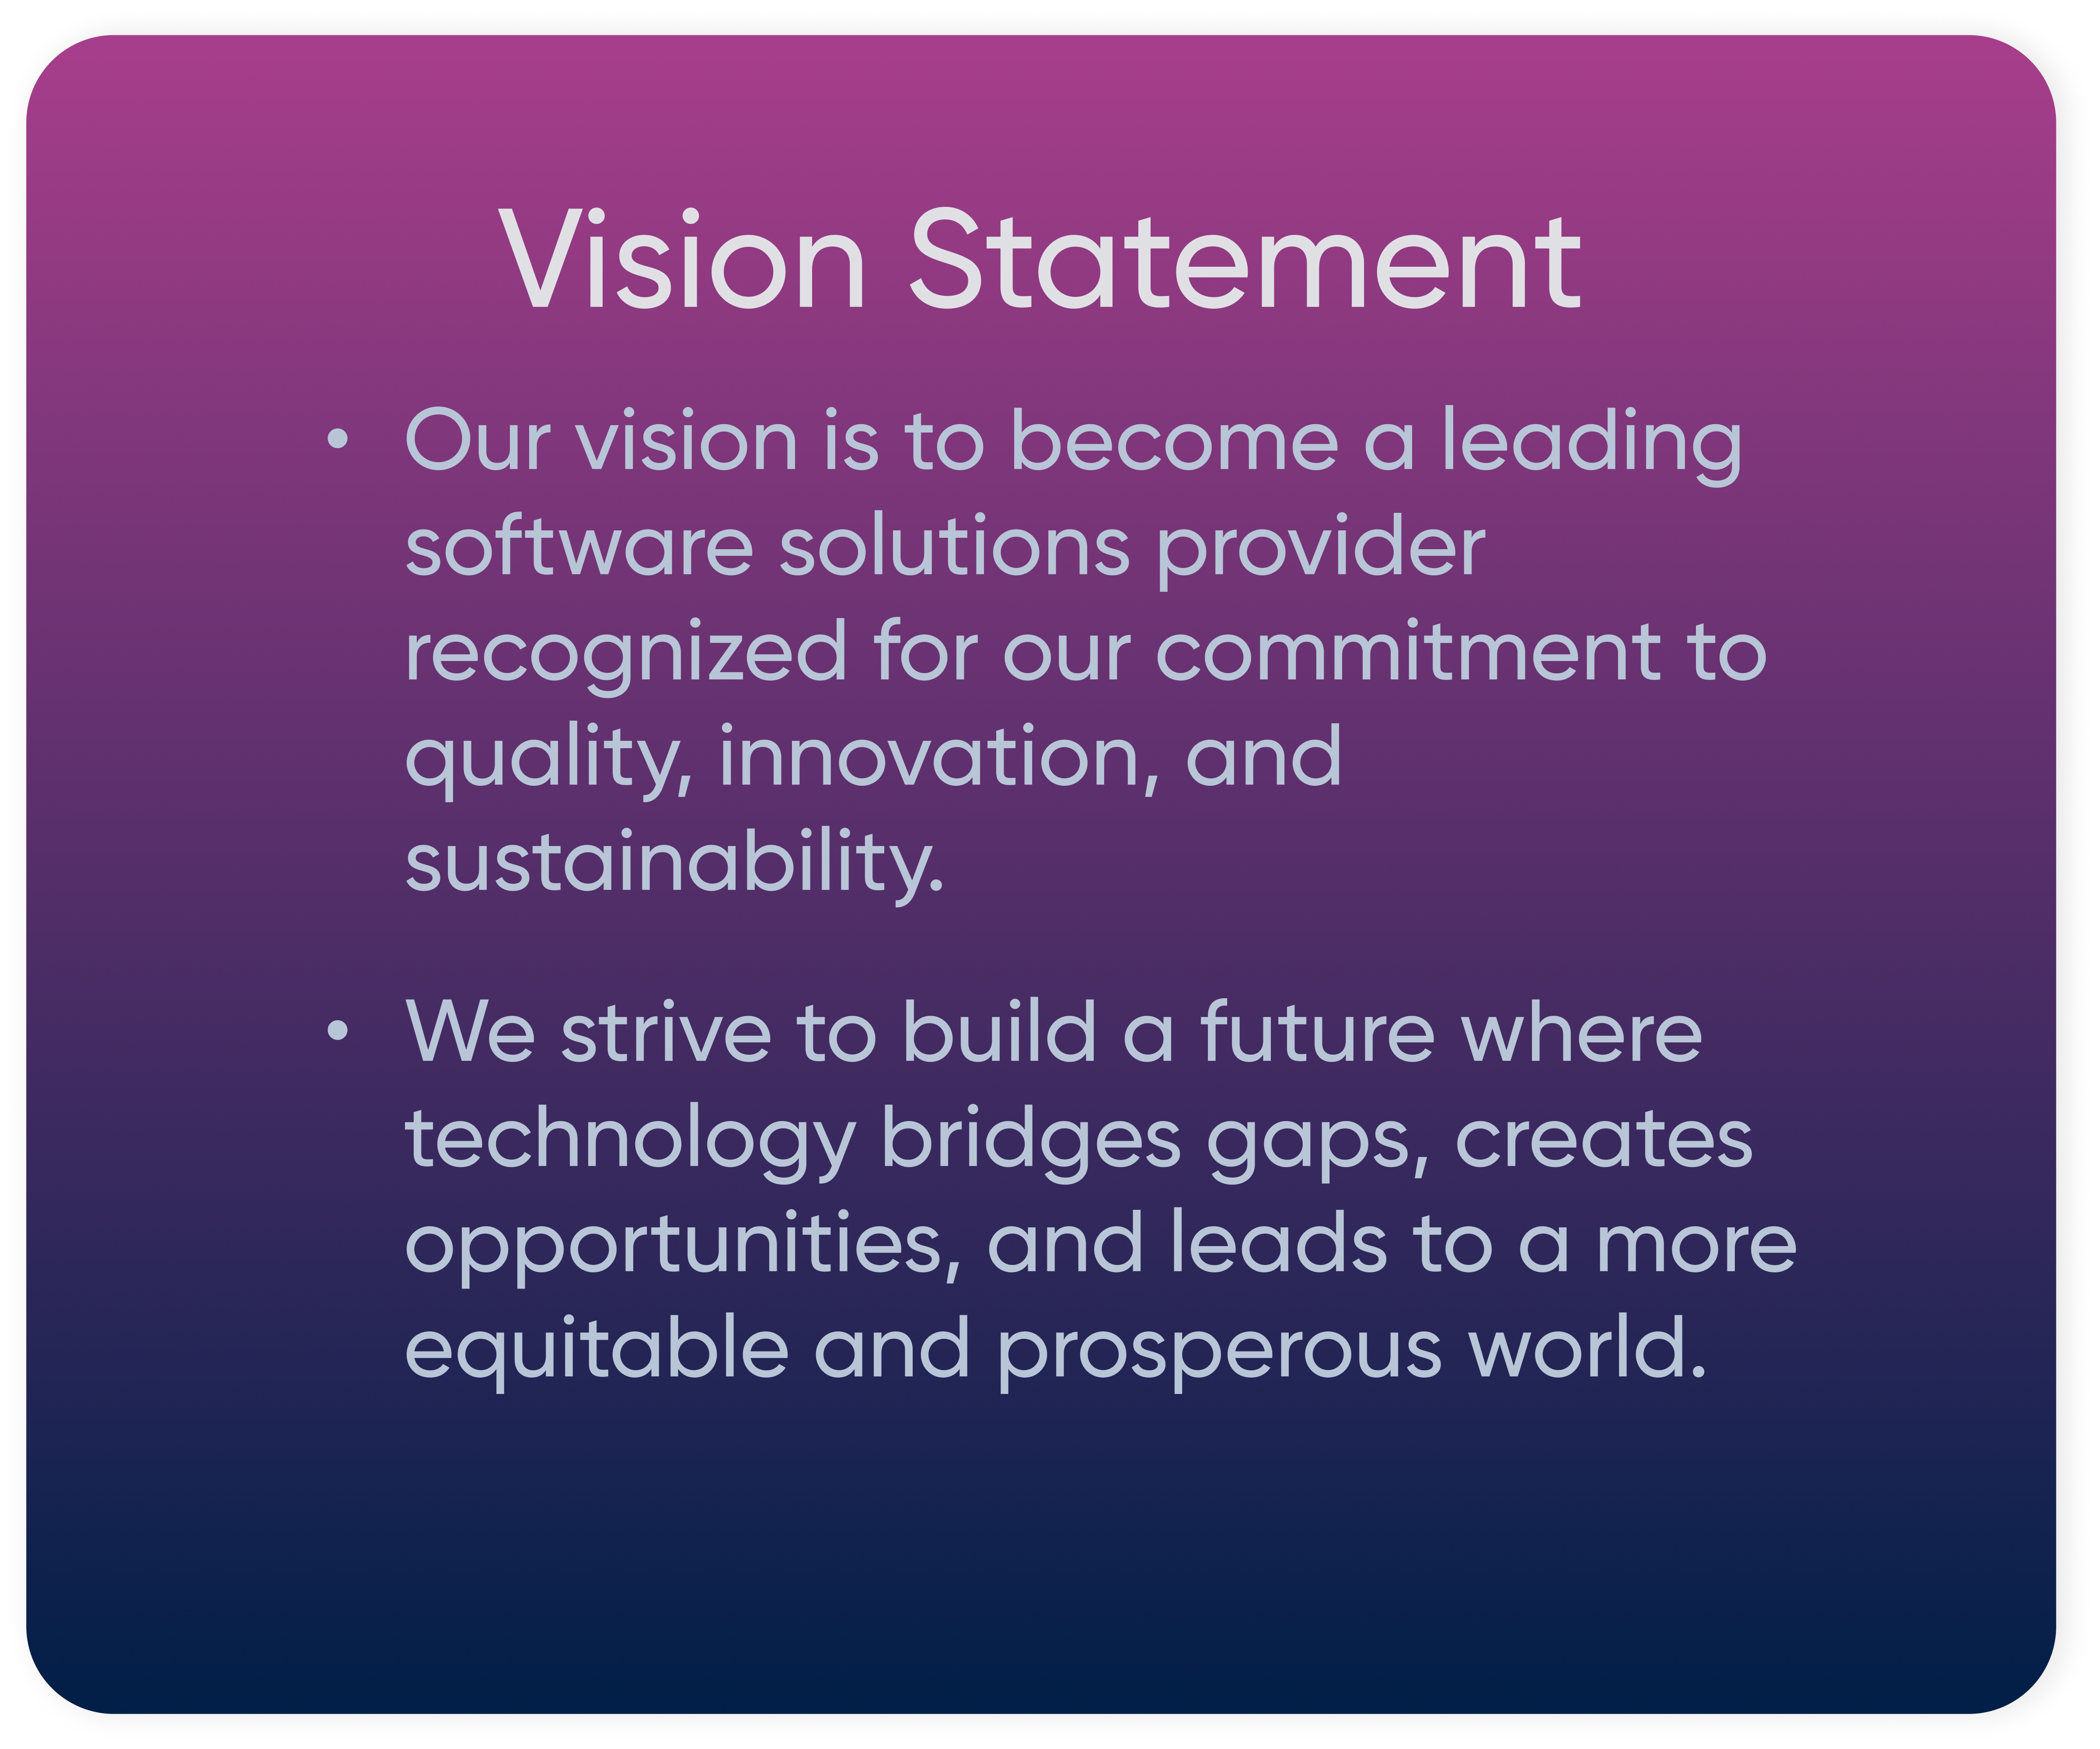 Vision Statement
• Our vision is to become a leading
software solutions provider
recognized for our commitment to
quality, innovation, and
sustainability.
• We strive to build a future where
technology bridges gaps, creates
opportunities, and leads to a more
equitable and prosperous world.